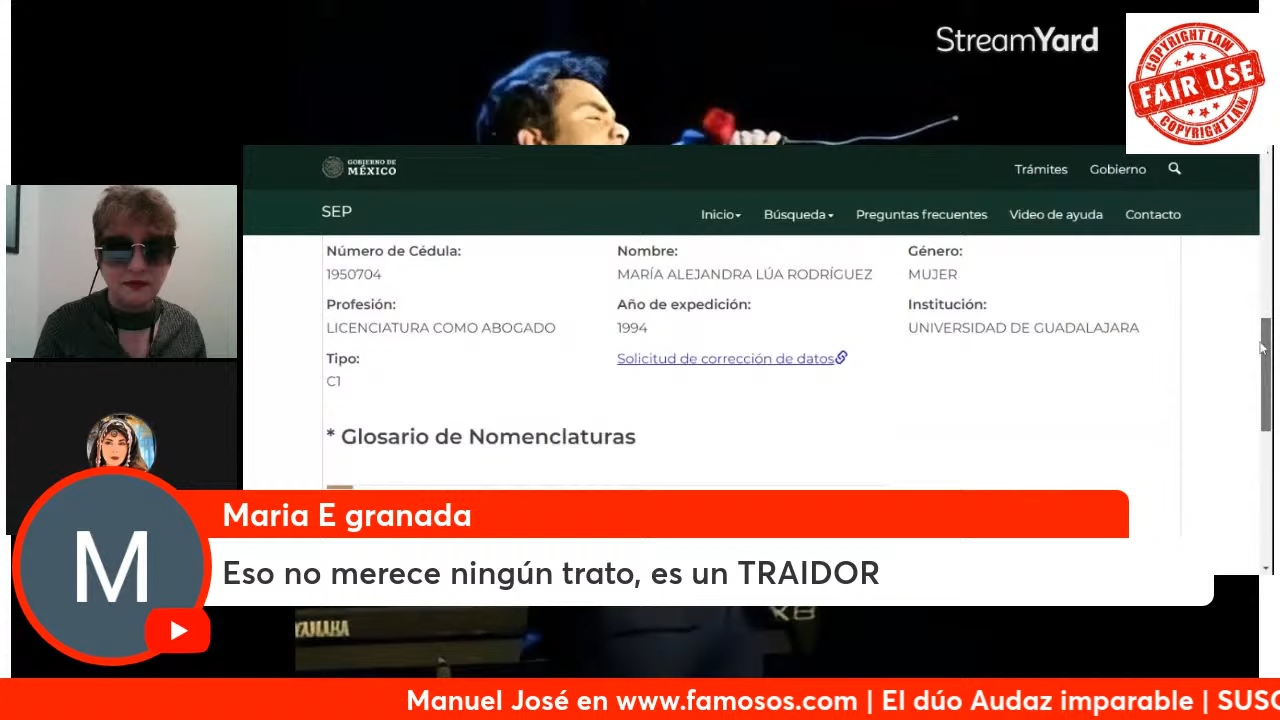 StreamYard
COPYRIGHT LAW
FAIR USE
COPYRIGHT LAW
GOBIERNO DE
MÉXICO
Trámites Gobierno
SEP
Inicio Búsqueda Preguntas frecuentes Video de ayuda Contacto
Número de Cédula: Nombre: Género:
1950704 MARÍA ALEJANDRA LÚA RODRÍGUEZ MUJER
Profesión: Año de expedición: Institución:
LICENCIATURA COMO ABOGADO 1994 UNIVERSIDAD DE GUADALAJARA
Tipo: Solicitud de corrección de datos
C1
* Glosario de Nomenclaturas
M
Maria E granada
Eso no merece ningún trato, es un TRAIDOR
YAMAHA
Manuel José en www.famosos.com | El dúo Audaz imparable | SUSC